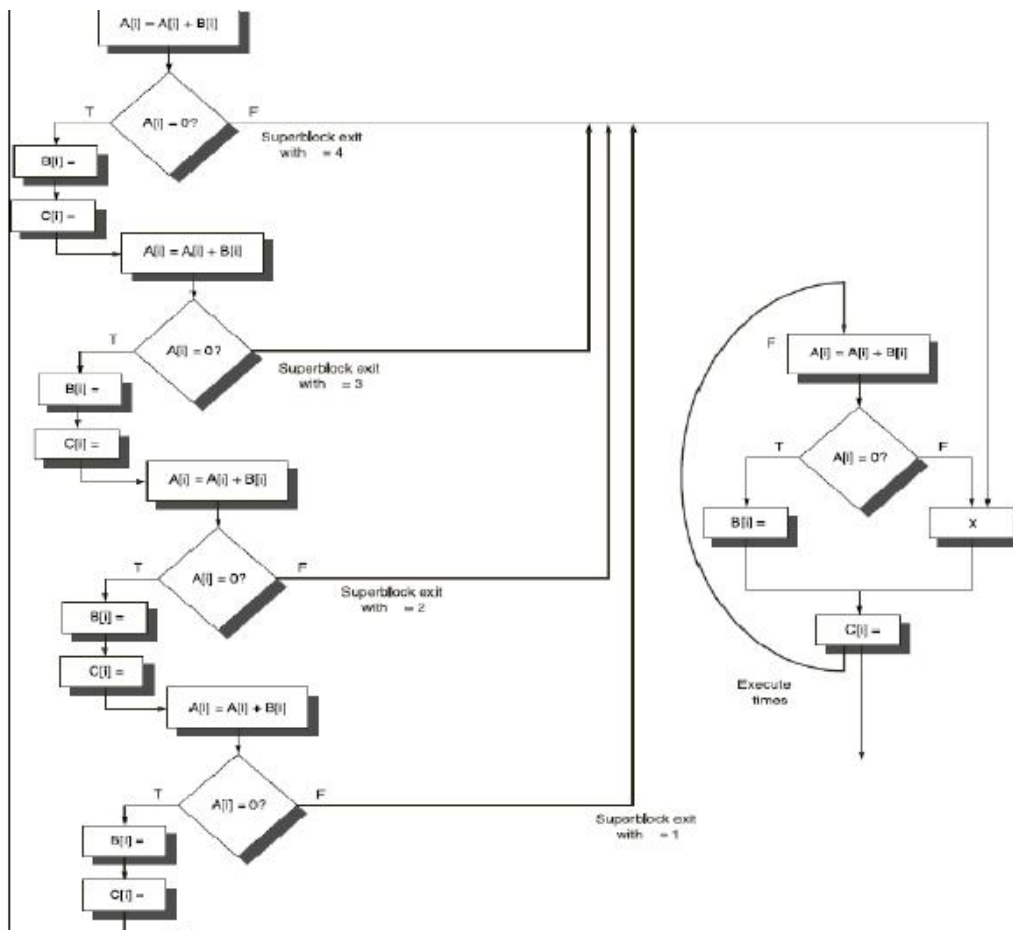 A[i] = A[i] + B[i]
T
A[i] = 0?
F
Superblock exit
with = 4
B[i] =
C[i] =
A[i] = A[i] + B[i]
T
A[i] = 0?
Superblock exit
with = 3
B[i] =
C[i] =
A[i] = A[i] + B[i]
T
A[i] = 0?
F
Superblock exit
with = 2
B[i] =
C[i] =
A[i] = A[i] + B[i]
T
A[i] = 0?
F
Superblock exit
with = 1
B[i] =
C[i] =
F
A[i] = A[i] + B[i]
T
A[i] = 0?
F
B[i] =
X
C[i] =
Execute
times